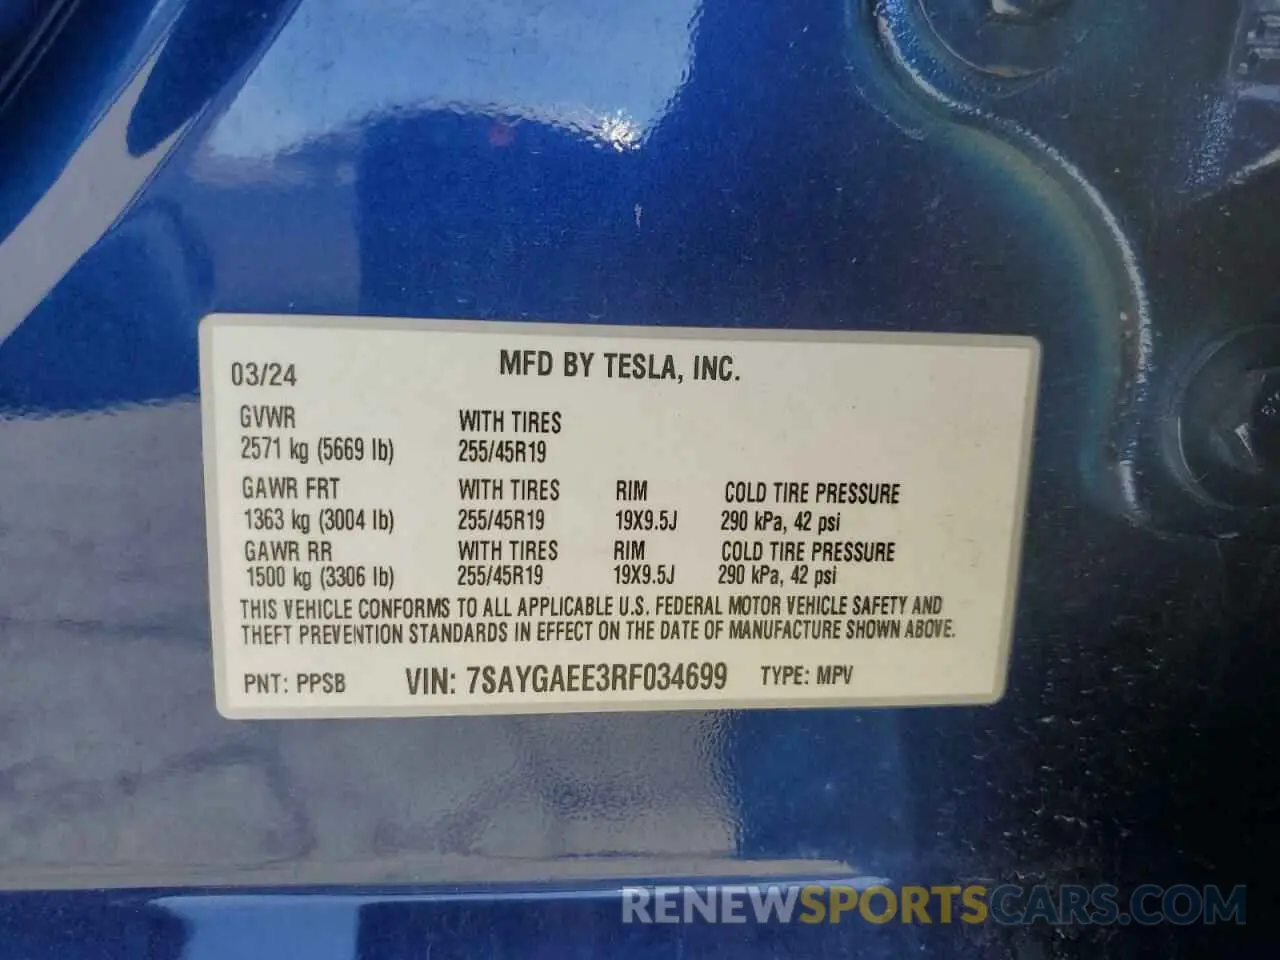 03/24
MFD BY TESLA, INC.
GVWR
WITH TIRES
2571 kg (5669 lb)
255/45R19
GAWR FRT
WITH TIRES
RIM
COLD TIRE PRESSURE
1363 kg (3004 lb)
255/45R19
19X9.5J
290 kPa, 42 psi
GAWR RR
WITH TIRES
RIM
COLD TIRE PRESSURE
1500 kg (3306 lb)
255/45R19
19X9.5J
290 kPa, 42 psi
THIS VEHICLE CONFORMS TO ALL APPLICABLE U.S. FEDERAL MOTOR VEHICLE SAFETY AND
THEFT PREVENTION STANDARDS IN EFFECT ON THE DATE OF MANUFACTURE SHOWN ABOVE.
PNT: PPSB
VIN: 7SAYGAEE3RF034699
TYPE: MPV
RENEWSPORTSCARS.COM